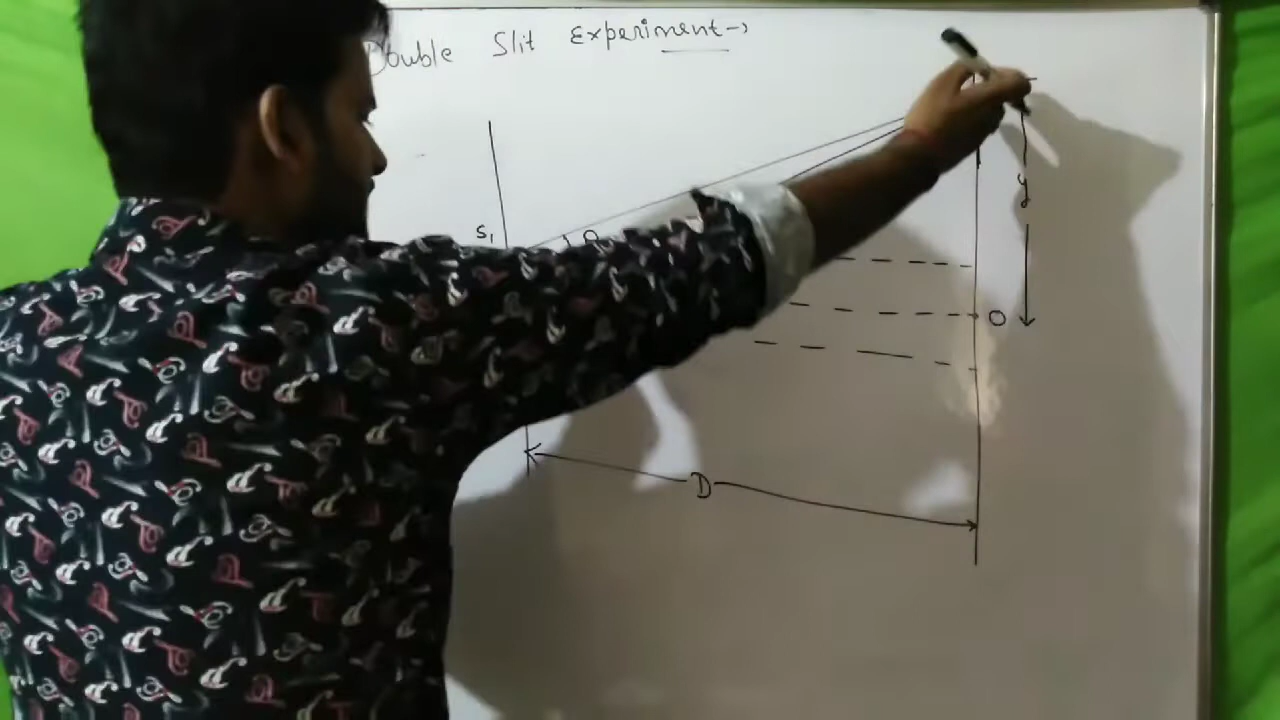 Double Slit Experiment→
S₁
θ
y
O
D